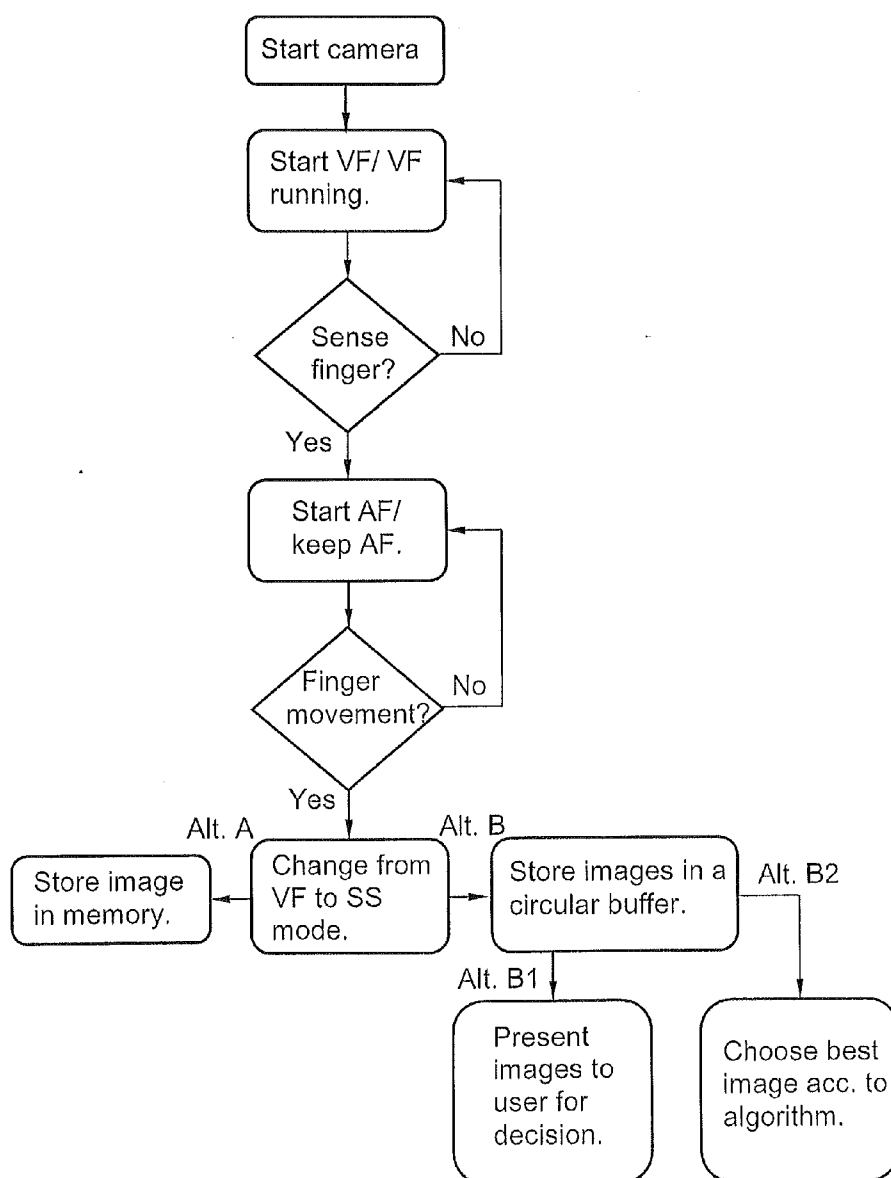 Start camera
Start VF/ VF
running.
Sense
finger?
No
Yes
Start AF/
keep AF.
Finger
movement?
No
Yes
Alt. A
Alt. B
Change from
VF to SS
mode.
Store image
in memory.
Store images in a
circular buffer.
Alt. B2
Alt. B1
Present
images to
user for
decision.
Choose best
image acc. to
algorithm.